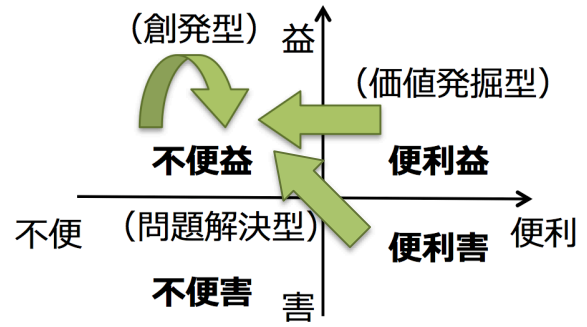 （創発型）
益
（価値発掘型）
不便益
便利益
不便
（問題解決型）
便利害
便利
不便害
害